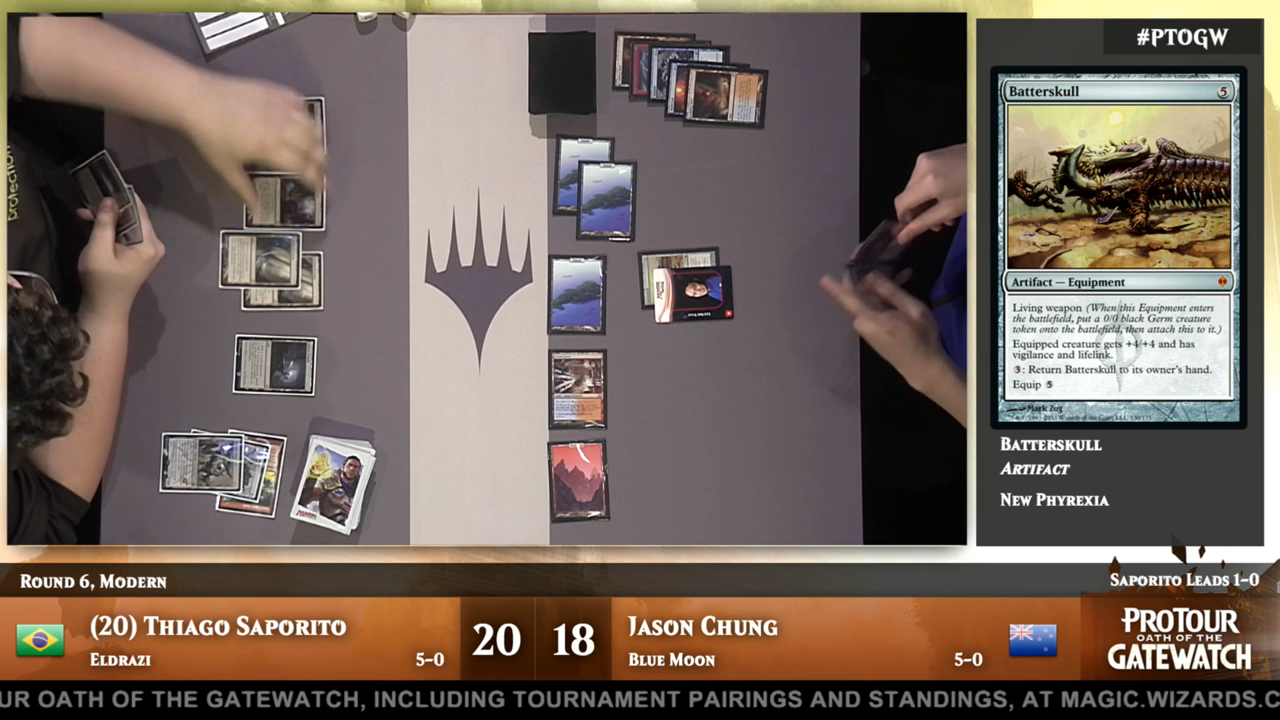 #PTOGW
Batterskull 5
Artifact — Equipment
Living weapon (When this Equipment enters
the battlefield, put a 0/0 black Germ creature
token onto the battlefield, then attach this to it.)
Equipped creature gets +4/+4 and has
vigilance and lifelink.
3: Return Batterskull to its owner's hand.
Equip 5
Mark Zug
BATTERSKULL
ARTIFACT
NEW PHYREXIA
protection
ROUND 6, MODERN
SAPORITO LEADS 1-0
(20) THIAGO SAPORITO
ELDRAZI
5-0
20
18
JASON CHUNG
BLUE MOON
5-0
PROTOUR
OATH OF THE
GATEWATCH
UR OATH OF THE GATEWATCH, INCLUDING TOURNAMENT PAIRINGS AND STANDINGS, AT MAGIC.WIZARDS.C